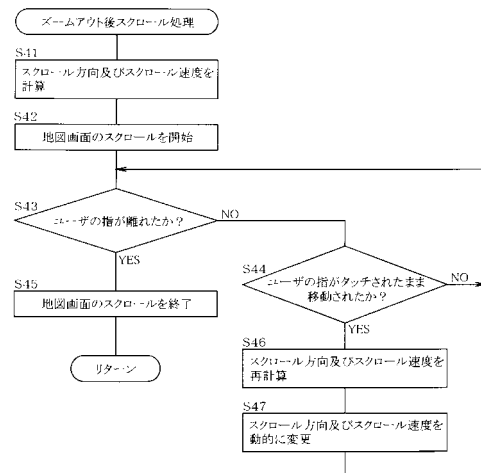 ズームアウト後スクロール処理
S41
スクロール方向及びスクロール速度を
計算
S42
地図画面のスクロールを開始
S43
ユーザの指が離れたか？
NO
YES
S44
ユーザの指がタッチされたまま
移動されたか？
NO
YES
S45
地図画面のスクロールを終了
リターン
S46
スクロール方向及びスクロール速度を
再計算
S47
スクロール方向及びスクロール速度を
動的に変更